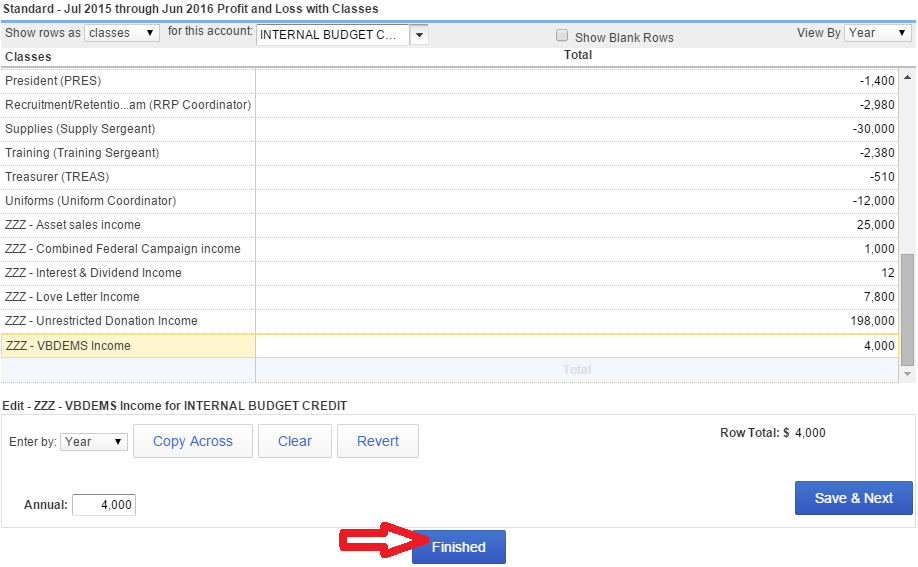 Standard - Jul 2015 through Jun 2016 Profit and Loss with Classes
Show rows as classes for this account: INTERNAL BUDGET C... Show Blank Rows View By Year
Classes Total
President (PRES) -1,400
Recruitment/Retentio...am (RRP Coordinator) -2,980
Supplies (Supply Sergeant) -30,000
Training (Training Sergeant) -2,380
Treasurer (TREAS) -510
Uniforms (Uniform Coordinator) -12,000
ZZZ - Asset sales income 25,000
ZZZ - Combined Federal Campaign income 1,000
ZZZ - Interest & Dividend Income 12
ZZZ - Love Letter Income 7,800
ZZZ - Unrestricted Donation Income 198,000
ZZZ - VBDEMS Income 4,000
Total
Edit - ZZZ - VBDEMS Income for INTERNAL BUDGET CREDIT
Enter by: Year Copy Across Clear Revert Row Total: $ 4,000
Annual: 4,000 Save & Next
Finished